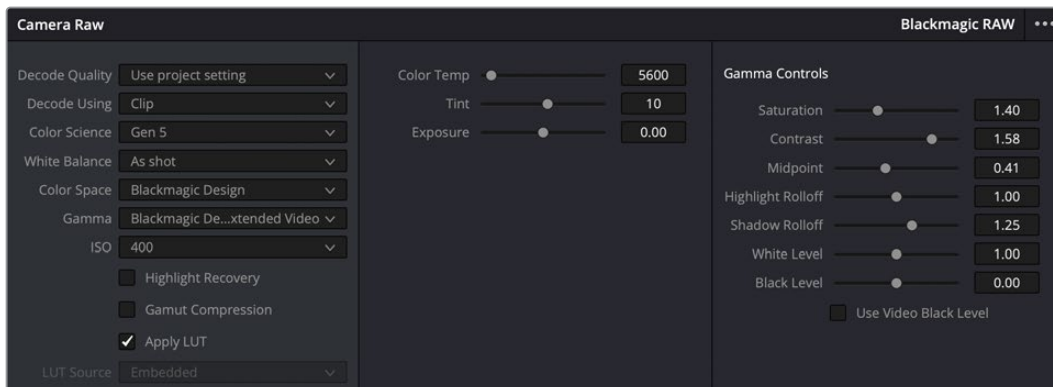 Camera Raw
Blackmagic RAW
Decode Quality Use project setting
Decode Using Clip
Color Science Gen 5
White Balance As shot
Color Space Blackmagic Design
Gamma Blackmagic De...xtended Video
ISO 400
Highlight Recovery
Gamut Compression
Apply LUT
LUT Source Embedded
Color Temp 5600
Tint 10
Exposure 0.00
Gamma Controls
Saturation 1.40
Contrast 1.58
Midpoint 0.41
Highlight Rolloff 1.00
Shadow Rolloff 1.25
White Level 1.00
Black Level 0.00
Use Video Black Level